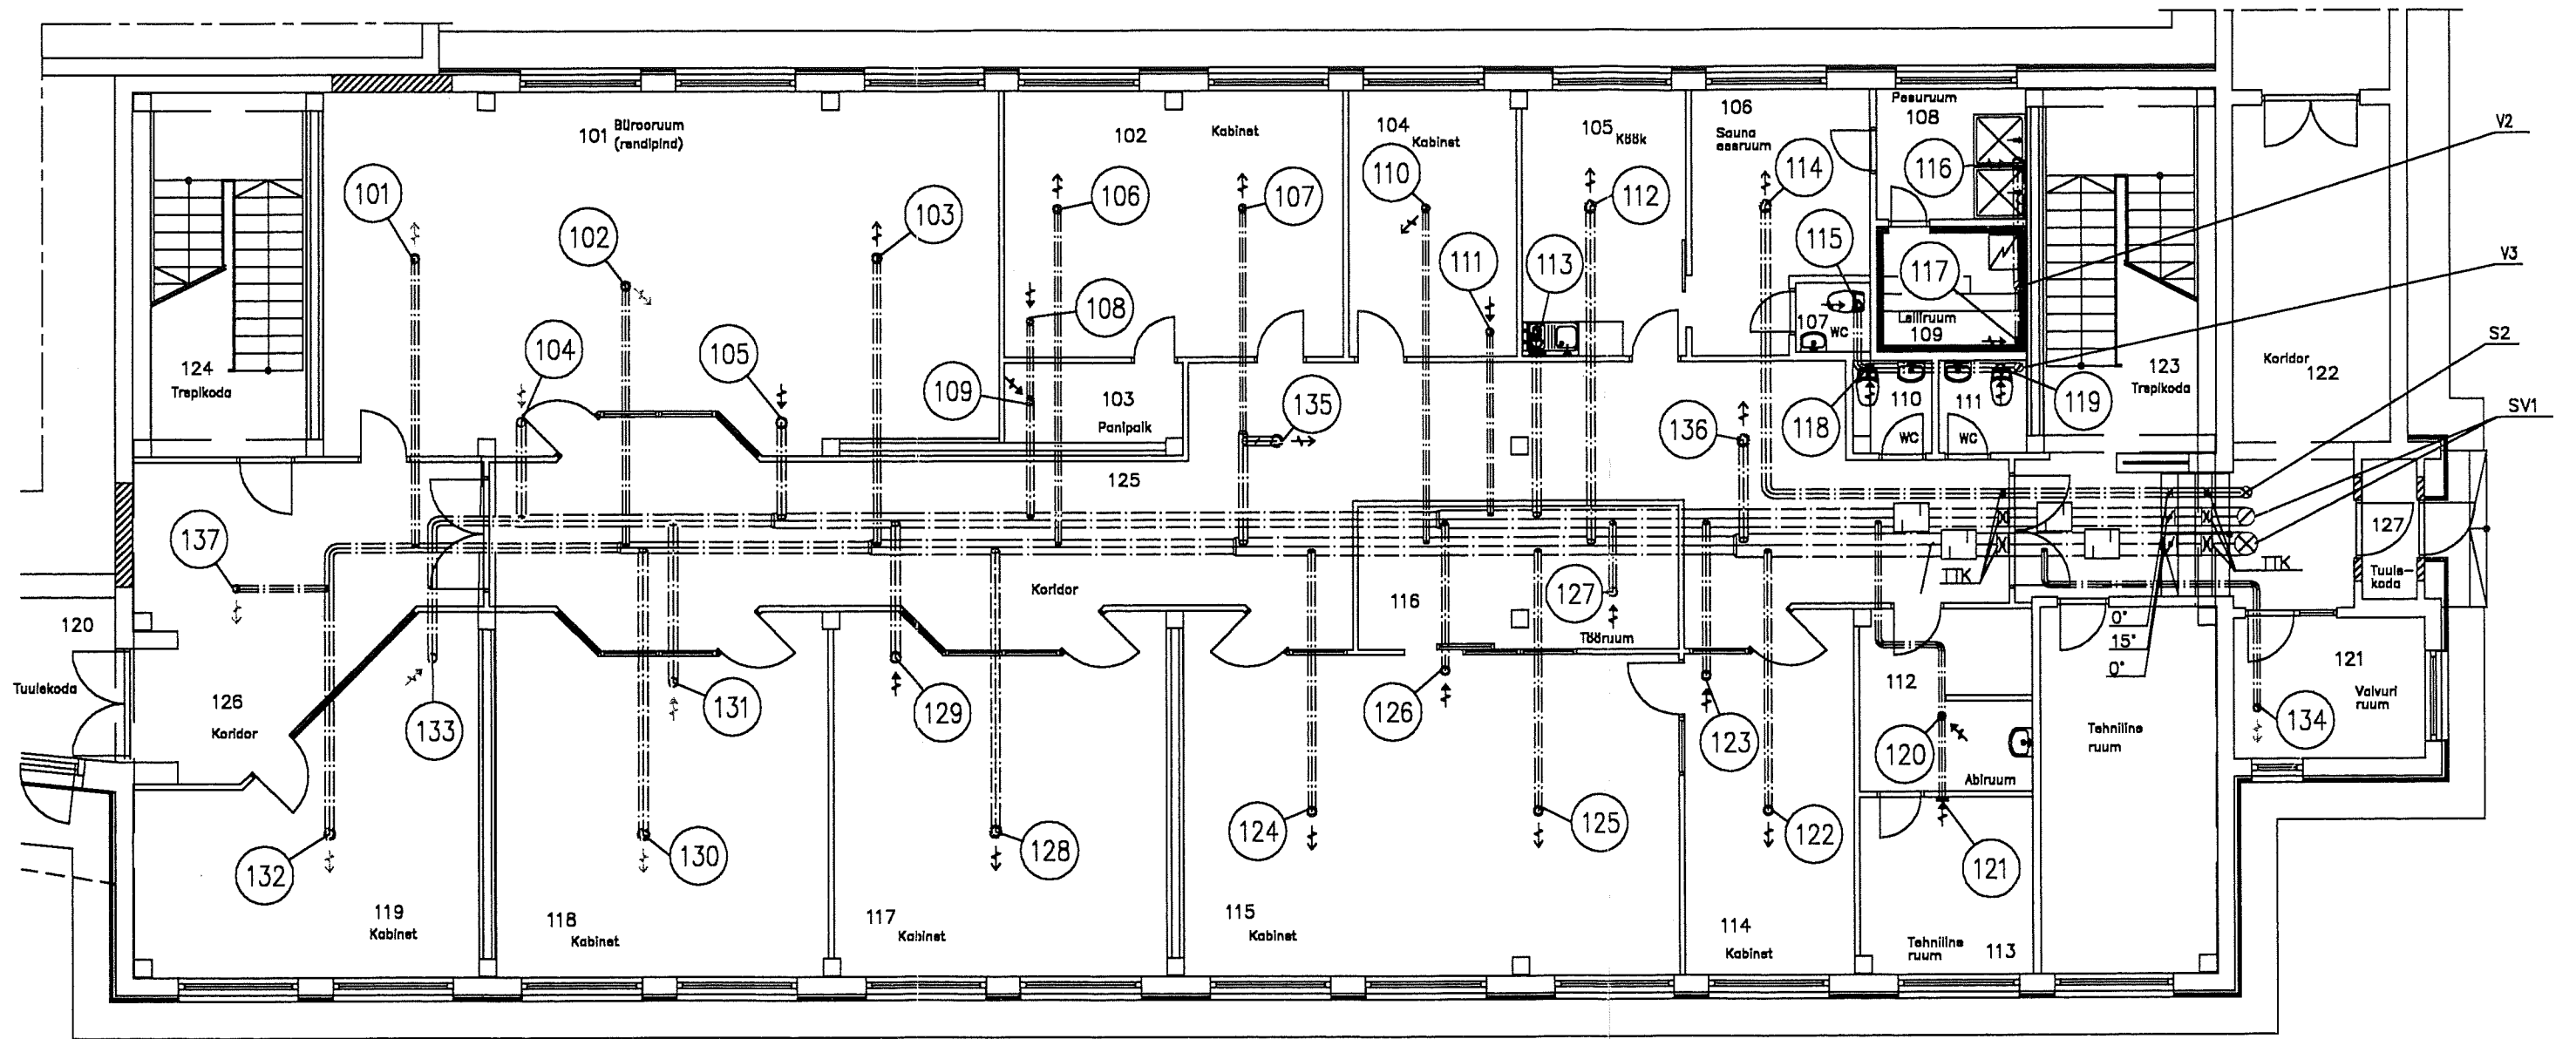 101 Bürooruum
(rendipind)
102
Kabinet
104
Kabinet
105
Köök
106
Sauna
eesruum
Pesuruum
108
V2
101
102
103
106
107
110
112
114
116
111
113
115
117
V3
108
124
Trepikoda
104
105
109
103
Panipaik
135
107
WC
Leiliruum
109
123
Trepikoda
Koridor
122
S2
SV1
136
118
110
111
119
WC
WC
125
137
127
TTK
TTK
Tuule-
koda
Koridor
116
127
Tööruum
0°
15°
0°
120
Tuulekoda
126
Koridor
133
131
129
126
123
112
120
Abiruum
Tehniline
ruum
121
Valvuri
ruum
134
132
130
128
124
125
122
121
119
Kabinet
118
Kabinet
117
Kabinet
115
Kabinet
114
Kabinet
Tehniline
ruum
113